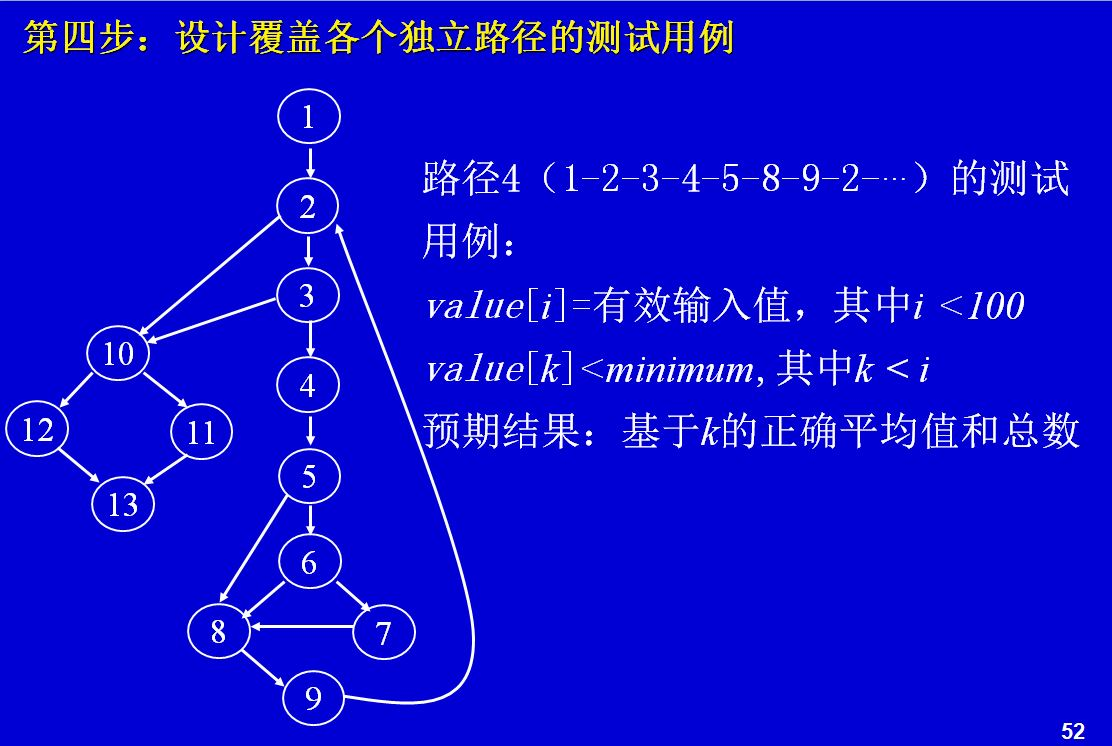 第四步：设计覆盖各个独立路径的测试用例
1
2
3
10
4
12
11
5
13
6
8
7
9
路径4（1-2-3-4-5-8-9-2-…）的测试
用例：
value[i]=有效输入值，其中i <100
value[k]<minimum, 其中k < i
预期结果：基于k的正确平均值和总数
52